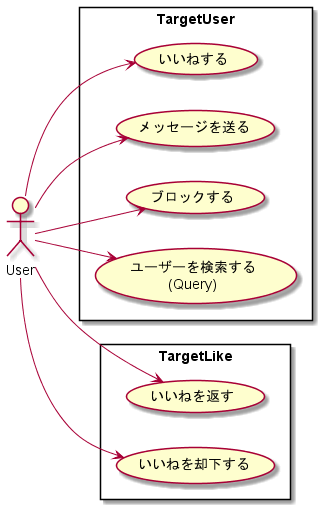 TargetUser
いいねする
メッセージを送る
ブロックする
ユーザーを検索する
(Query)
User
TargetLike
いいねを返す
いいねを却下する